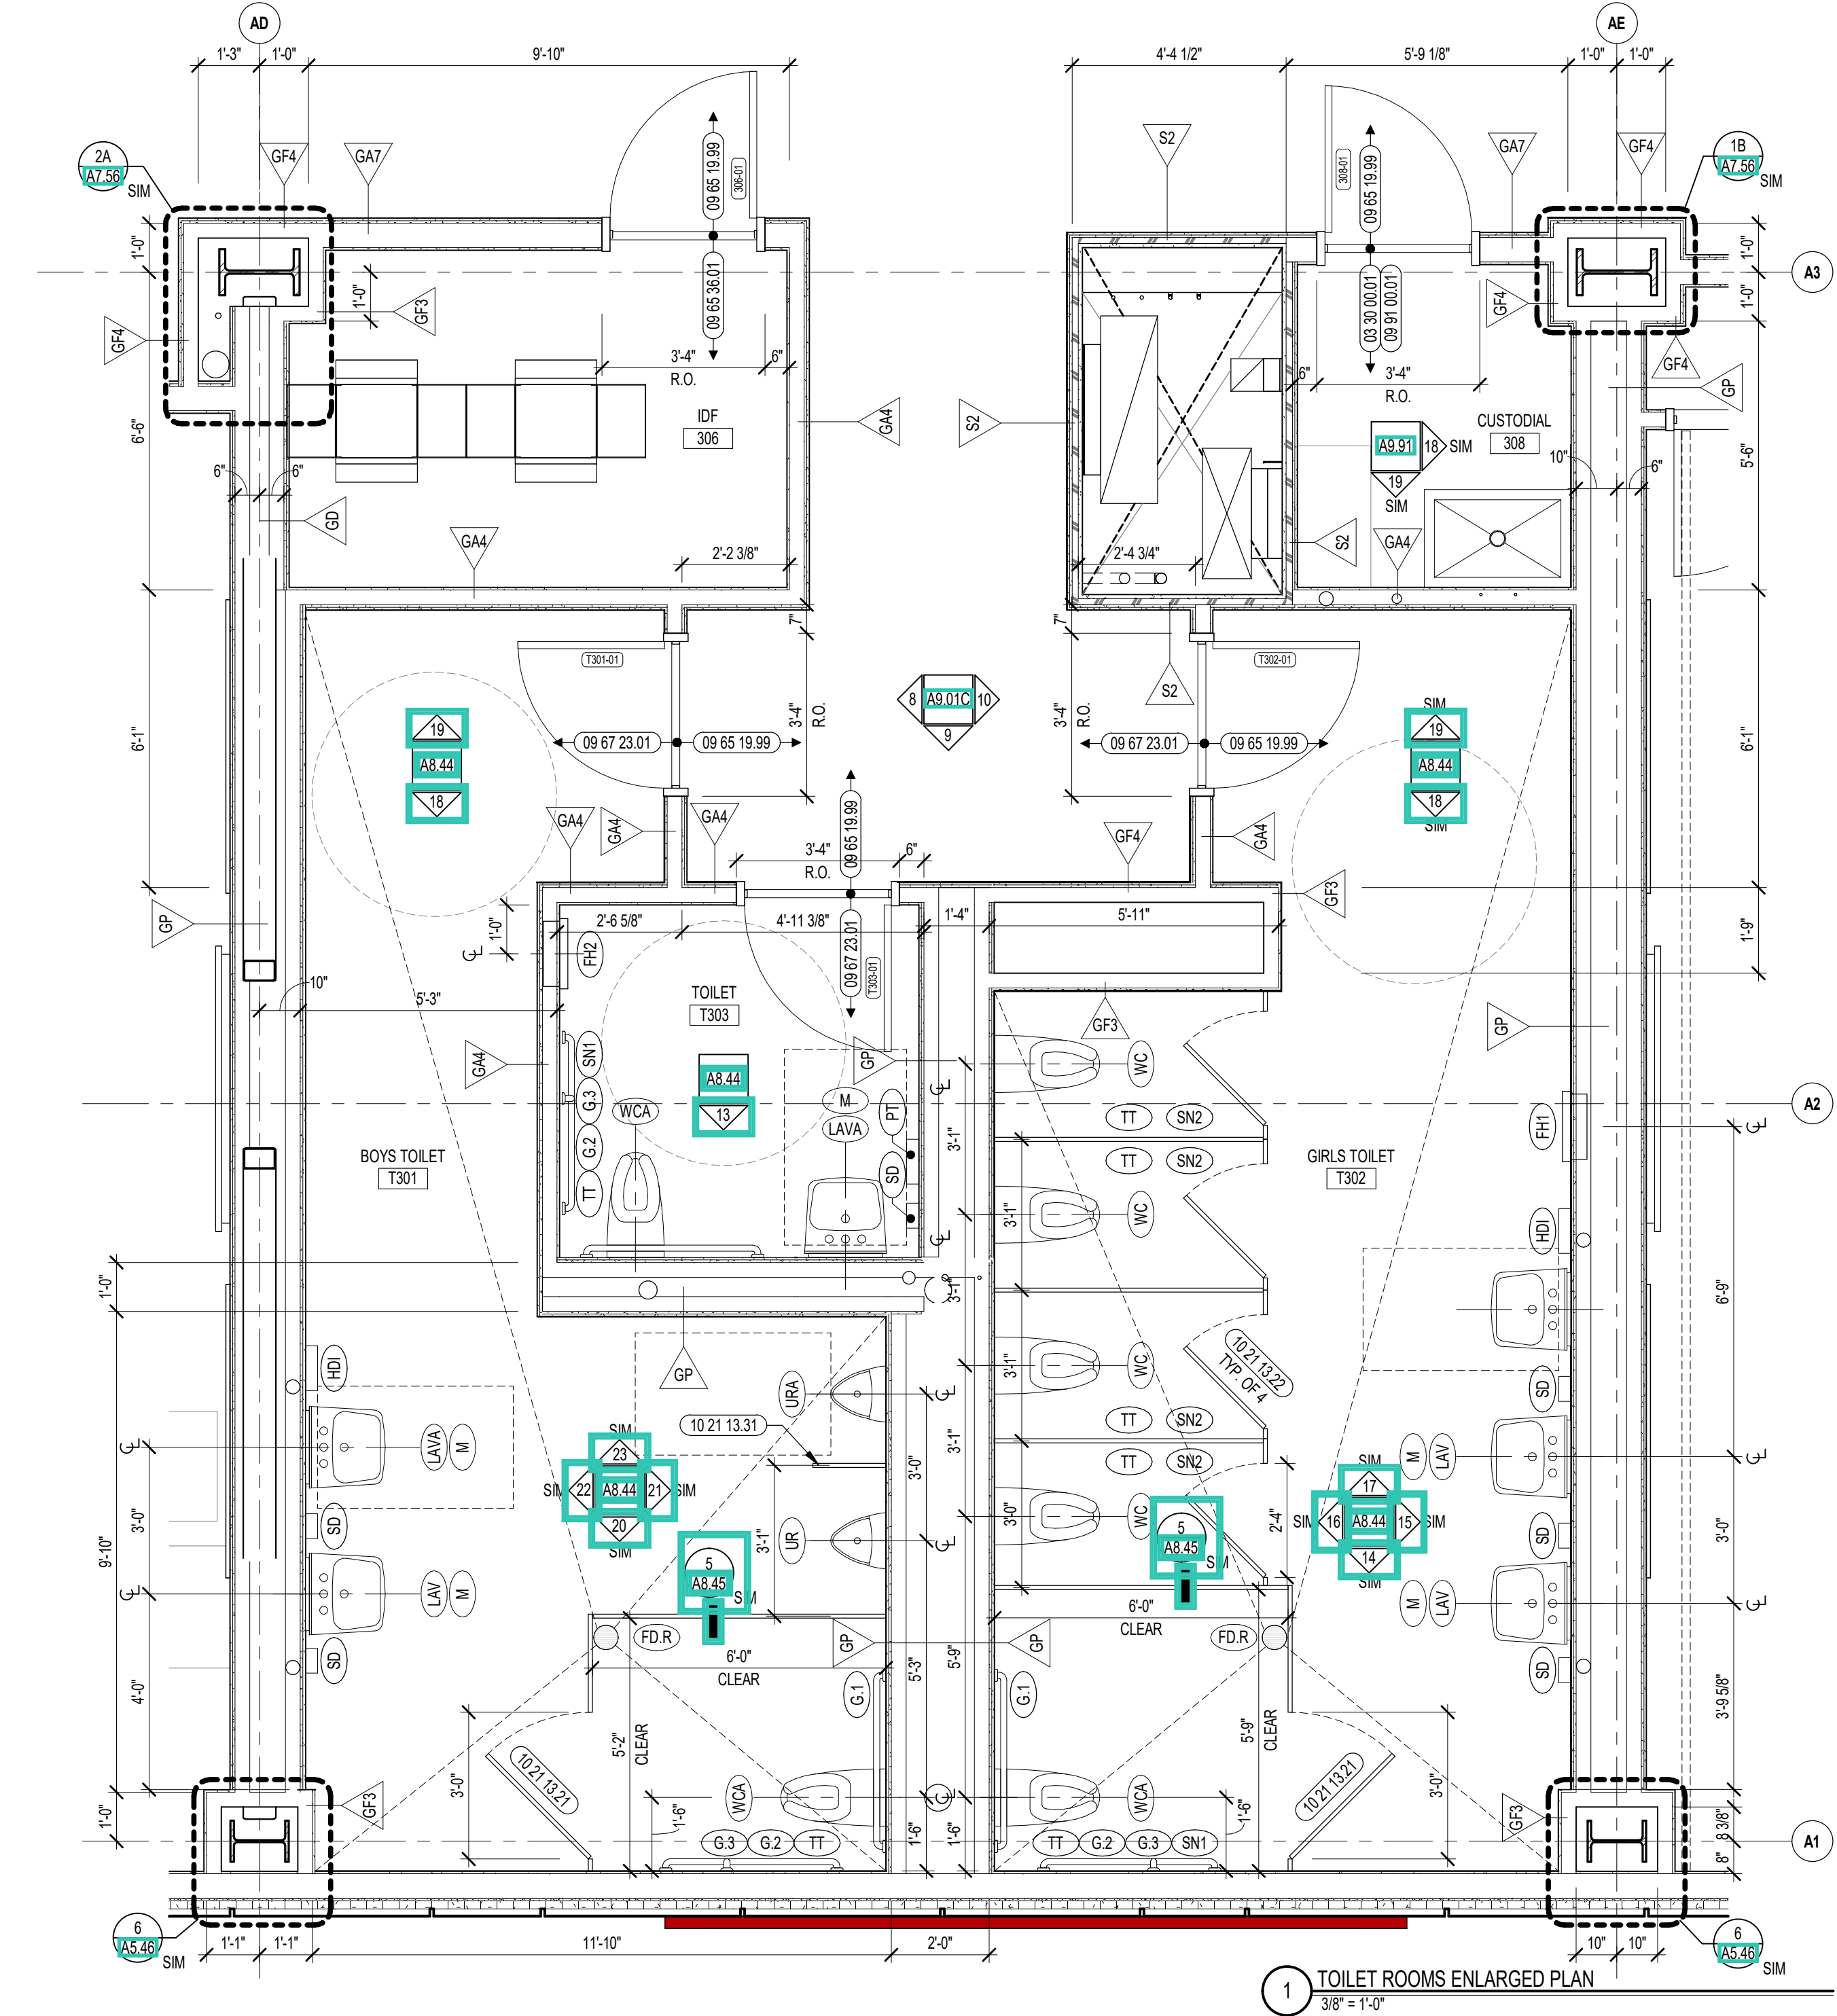 AD
AE
1'-3"
1'-0"
9'-10"
4'-4 1/2"
5'-9 1/8"
1'-0"
1'-0"
2A
A7.56
SIM
GF4
GA7
09 65 19.99
306-01
S2
308-01
09 65 19.99
GA7
GF4
1B
A7.56
SIM
1'-0"
1'-0"
GF3
GF4
09 65 36.01
03 30 00.01
09 91 00.01
GF4
1'-0"
1'-0"
A3
GF4
GP
3'-4"
R.O.
6"
6"
3'-4"
R.O.
IDF
306
GA4
S2
CUSTODIAL
308
A9.91
18
SIM
19
SIM
6'-6"
6"
6"
GD
10"
6"
5'-6"
GA4
2'-2 3/8"
2'-4 3/4"
S2
GA4
7"
7"
T301-01
T302-01
8
A9.01C
10
9
S2
3'-4"
R.O.
3'-4"
R.O.
6'-1"
6'-1"
19
A8.44
18
SIM
19
A8.44
18
SIM
09 67 23.01
09 65 19.99
09 67 23.01
09 65 19.99
GA4
GA4
GA4
3'-4"
R.O.
09 65 19.99
6"
GF4
GA4
GF3
GP
1'-0"
2'-6 5/8"
4'-11 3/8"
1'-4"
5'-11"
1'-9"
FH2
09 67 23.01
T303-01
10"
5'-3"
TOILET
T303
GF3
GP
GA4
SN1
G.3
G.2
TT
WCA
A8.44
13
M
LAVA
GP
PT
SD
WC
TT
SN2
TT
SN2
3'-1"
3'-1"
A2
FH1
BOYS TOILET
T301
GIRLS TOILET
T302
WC
HDI
1'-0"
3'-1"
6'-9"
HDI
GP
URA
3'-1"
WC
10 21 13.22
TYP. OF 4
SD
TT
SN2
TT
SN2
LAVA
M
10 21 13.31
3'-0"
3'-1"
M
LAV
SIM
23
SIM
22
A8.44
21
SIM
20
SIM
SIM
17
SIM
16
A8.44
15
SIM
14
SIM
3'-0"
SD
9'-10"
UR
3'-1"
3'-0"
WC
5
A8.45
SIM
5
A8.45
SIM
2'-4"
SD
3'-0"
LAV
M
M
LAV
6'-0"
CLEAR
FD.R
GP
GP
6'-0"
CLEAR
FD.R
SD
SD
4'-0"
5'-2"
CLEAR
G.1
5'-3"
5'-9"
G.1
5'-9"
CLEAR
3'-9 5/8"
3'-0"
10 21 13.21
10 21 13.21
3'-0"
1'-0"
GF3
1'-6"
WCA
1'-6"
1'-6"
WCA
1'-6"
GF3
8 3/8"
8"
A1
G.3
G.2
TT
TT
G.2
G.3
SN1
6
A5.46
SIM
1'-1"
1'-1"
11'-10"
2'-0"
10"
10"
6
A5.46
SIM
1
TOILET ROOMS ENLARGED PLAN
3/8" = 1'-0"